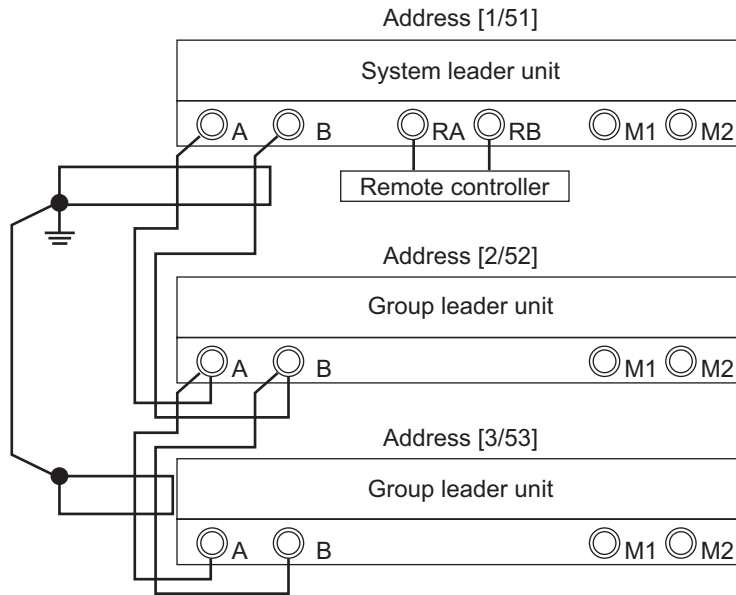 Address [1/51]
System leader unit
A B RA RB M1 M2
Remote controller
Address [2/52]
Group leader unit
A B M1 M2
Address [3/53]
Group leader unit
A B M1 M2